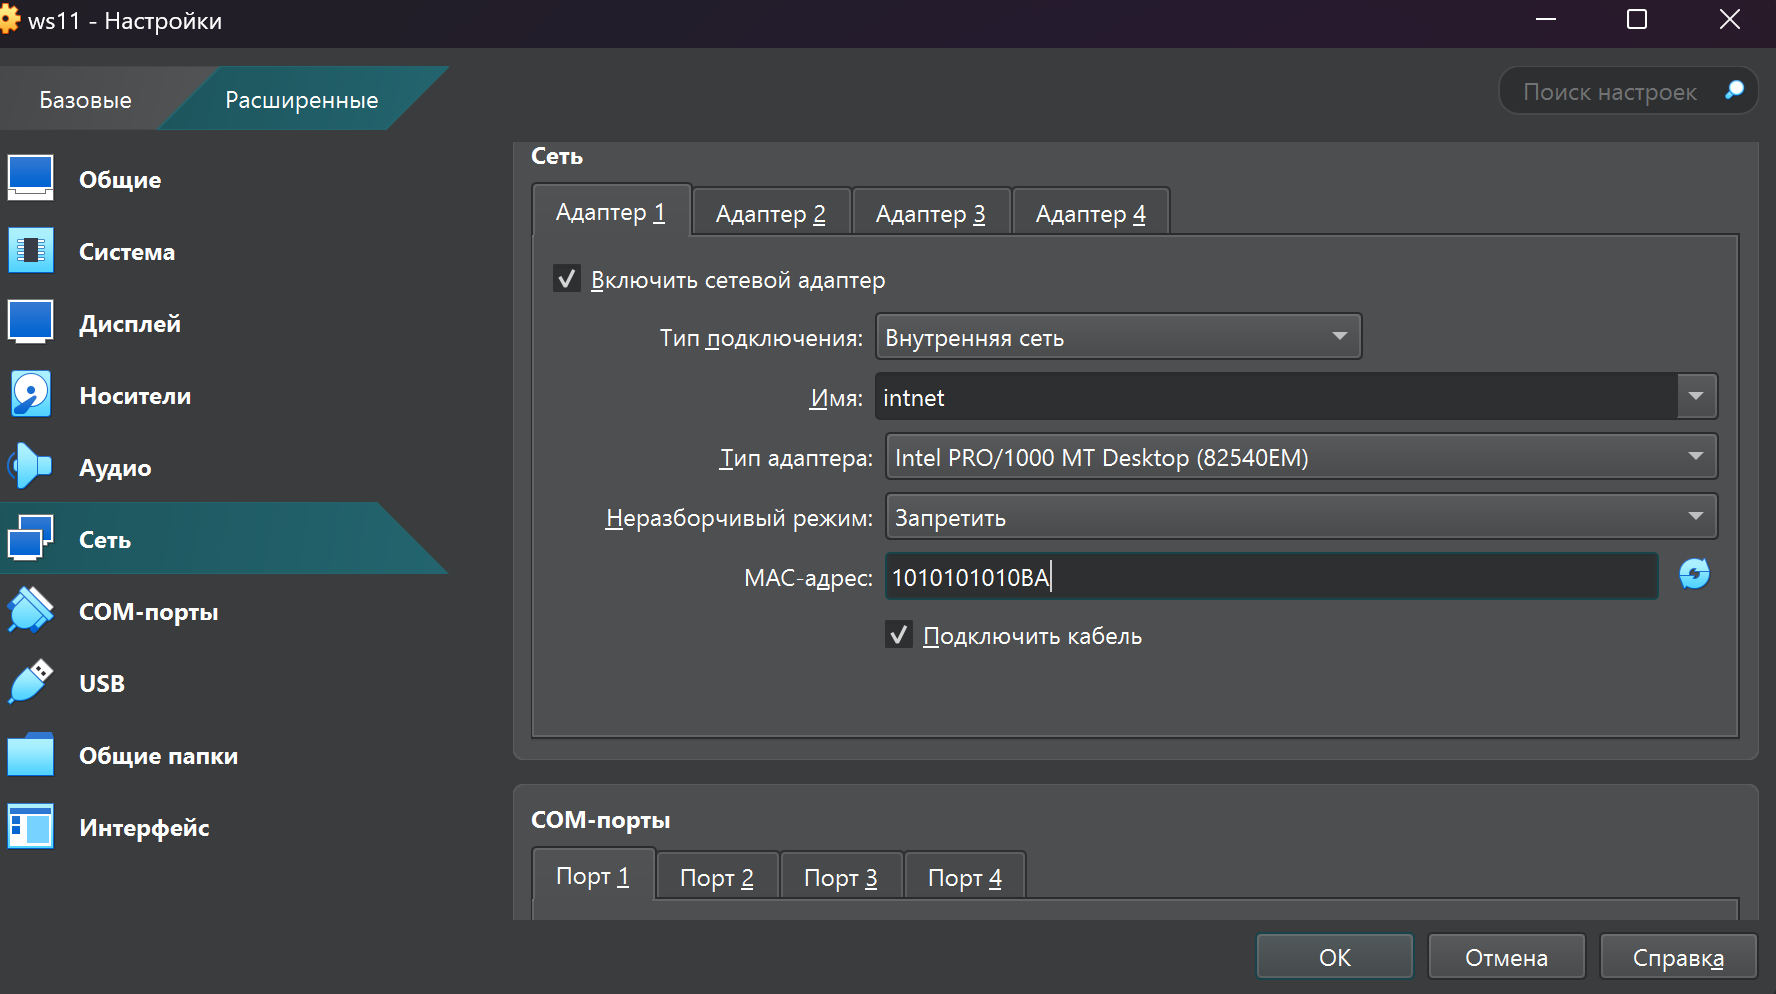 ws11 - Настройки
Базовые
Расширенные
Поиск настроек
Общие
Система
Дисплей
Носители
Аудио
Сеть
COM-порты
USB
Общие папки
Интерфейс
Сеть
Адаптер 1
Адаптер 2
Адаптер 3
Адаптер 4
Включить сетевой адаптер
Тип подключения: Внутренняя сеть
Имя: intnet
Тип адаптера: Intel PRO/1000 MT Desktop (82540EM)
Неразборчивый режим: Запретить
MAC-адрес: 1010101010BA
Подключить кабель
COM-порты
Порт 1
Порт 2
Порт 3
Порт 4
OK
Отмена
Справка